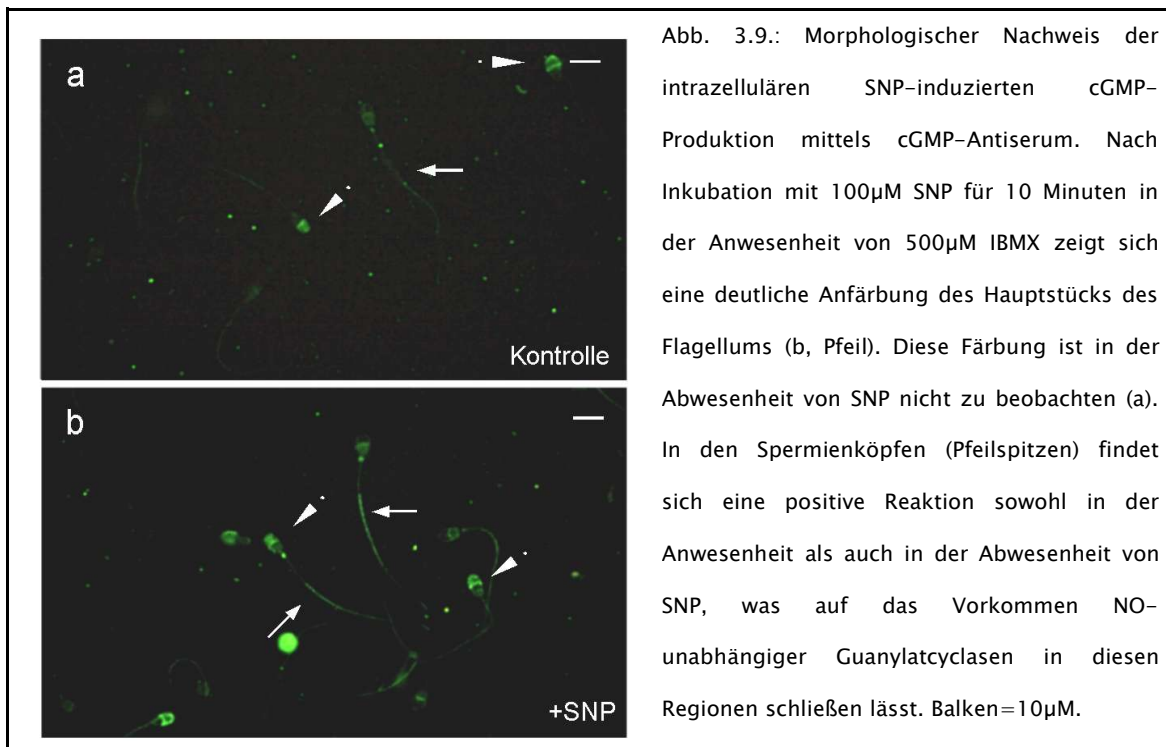 a
Kontrolle
b
+SNP
Abb. 3.9.: Morphologischer Nachweis der
intrazellulären SNP-induzierten cGMP-
Produktion mittels cGMP-Antiserum. Nach
Inkubation mit 100µM SNP für 10 Minuten in
der Anwesenheit von 500µM IBMX zeigt sich
eine deutliche Anfärbung des Hauptstücks des
Flagellums (b, Pfeil). Diese Färbung ist in der
Abwesenheit von SNP nicht zu beobachten (a).
In den Spermienköpfen (Pfeilspitzen) findet
sich eine positive Reaktion sowohl in der
Anwesenheit als auch in der Abwesenheit von
SNP, was auf das Vorkommen NO-
unabhängiger Guanylatcyclasen in diesen
Regionen schließen lässt. Balken=10µM.